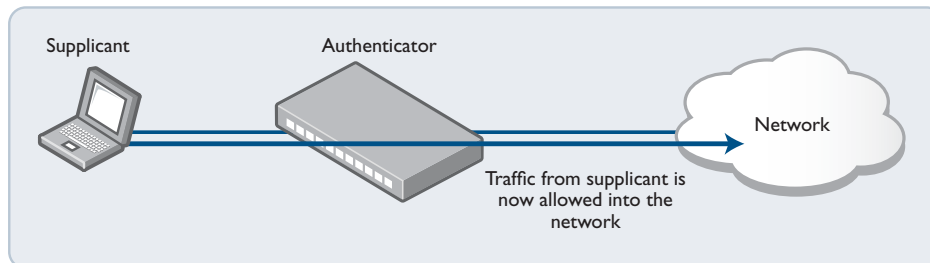 Supplicant
Authenticator
Network
Traffic from supplicant is
now allowed into the
network